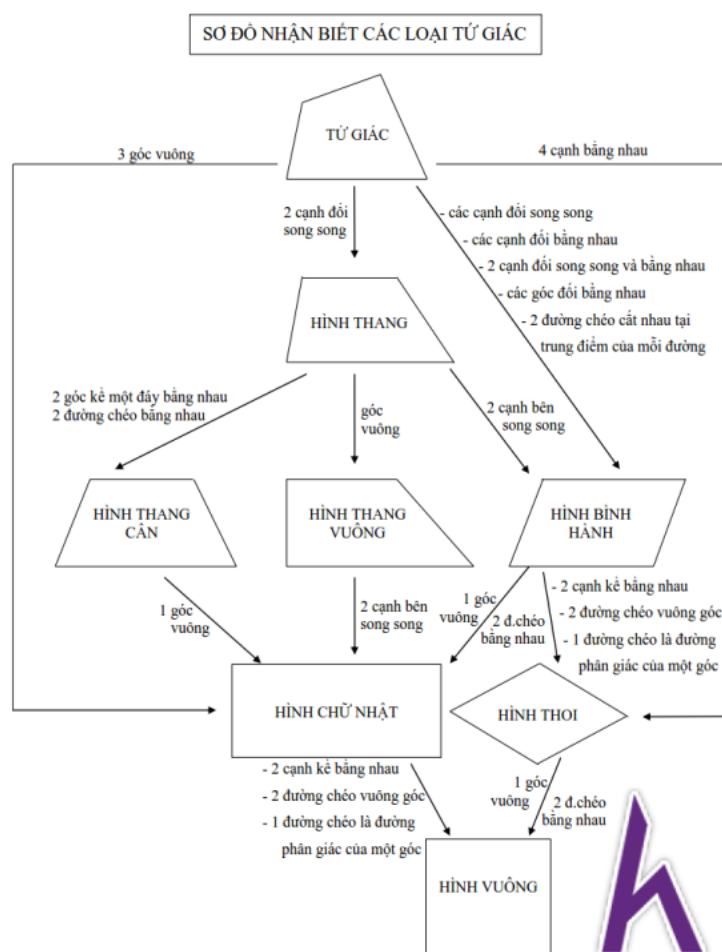 SƠ ĐỒ NHẬN BIẾT CÁC LOẠI TỨ GIÁC
TỨ GIÁC
3 góc vuông
4 cạnh bằng nhau
2 cạnh đối
song song
- các cạnh đối song song
- các cạnh đối bằng nhau
- 2 cạnh đối song song và bằng nhau
- các góc đối bằng nhau
- 2 đường chéo cắt nhau tại
trung điểm của mỗi đường
HÌNH THANG
2 góc kề một đáy bằng nhau
2 đường chéo bằng nhau
góc
vuông
2 cạnh bên
song song
HÌNH THANG
CÂN
HÌNH THANG
VUÔNG
HÌNH BÌNH
HÀNH
1 góc
vuông
2 cạnh bên
song song
1 góc
vuông
2 đ.chéo
bằng nhau
- 2 cạnh kề bằng nhau
- 2 đường chéo vuông góc
- 1 đường chéo là đường
phân giác của một góc
HÌNH CHỮ NHẬT
HÌNH THOI
- 2 cạnh kề bằng nhau
- 2 đường chéo vuông góc
- 1 đường chéo là đường
phân giác của một góc
1 góc
vuông
2 đ.chéo
bằng nhau
HÌNH VUÔNG